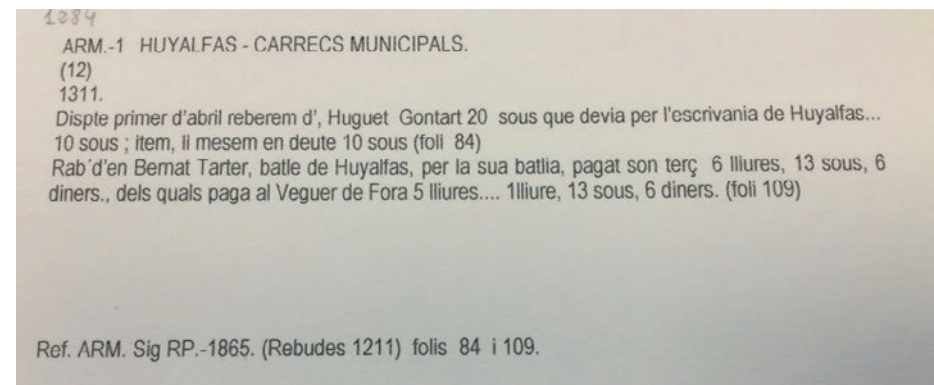 1284
ARM.-1 HUYALFAS - CARRECS MUNICIPALS.
(12)
1311.
Dispte primer d'abril reberem d', Huguet Gontart 20 sous que devia per l'escrivania de Huyalfas...
10 sous ; item, li mesem en deute 10 sous (foli 84)
Rab´d'en Bernat Tarter, batle de Huyalfas, per la sua batlia, pagat son terç 6 lliures, 13 sous, 6
diners., dels quals paga al Veguer de Fora 5 lliures.... 1lliure, 13 sous, 6 diners. (foli 109)
Ref. ARM. Sig RP.-1865. (Rebudes 1211) folis 84 i 109.